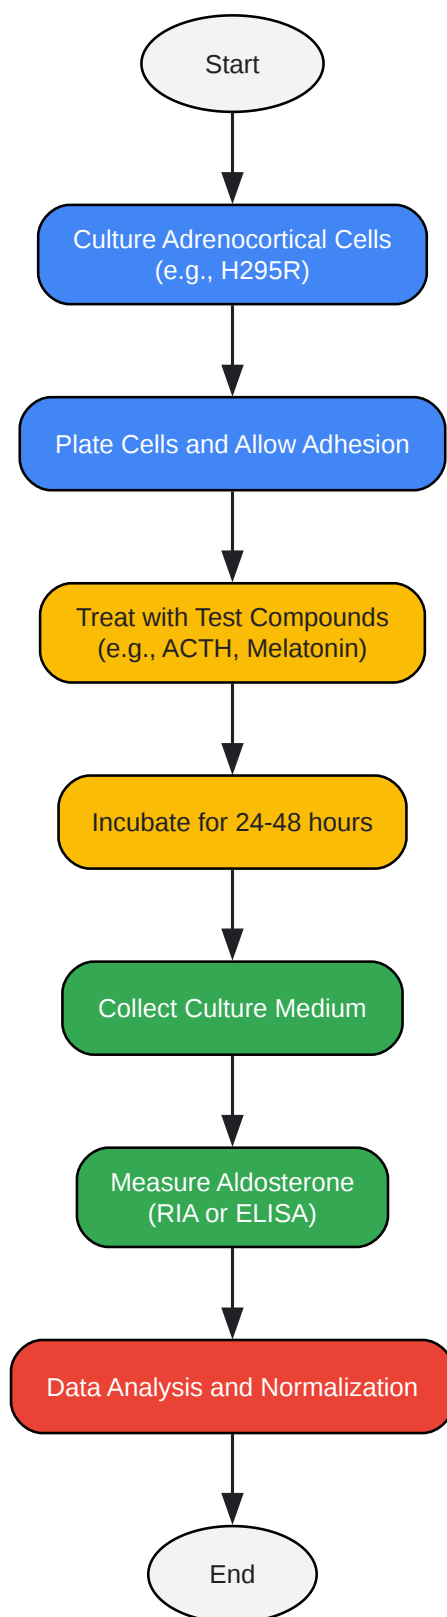 Start
Culture Adrenocortical Cells
(e.g., H295R)
Plate Cells and Allow Adhesion
Treat with Test Compounds
(e.g., ACTH, Melatonin)
Incubate for 24-48 hours
Collect Culture Medium
Measure Aldosterone
(RIA or ELISA)
Data Analysis and Normalization
End